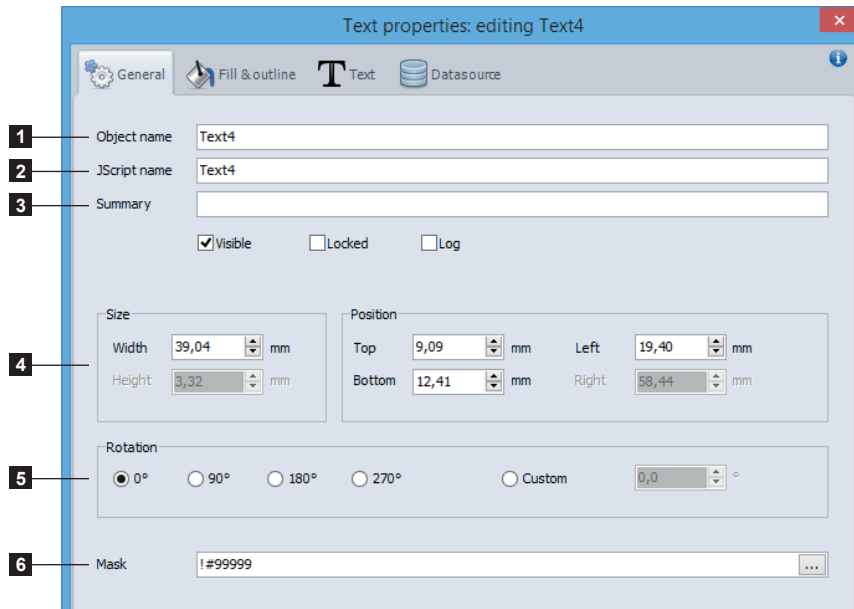 Text properties: editing Text4
General Fill & outline Text Datasource
1 Object name Text4
2 JScript name Text4
3 Summary
Visible Locked Log
Size Position
Width 39,04 mm Top 9,09 mm Left 19,40 mm
4
Height 3,32 mm Bottom 12,41 mm Right 58,44 mm
Rotation
5 0° 90° 180° 270° Custom 0,0 °
6 Mask !#99999 ...